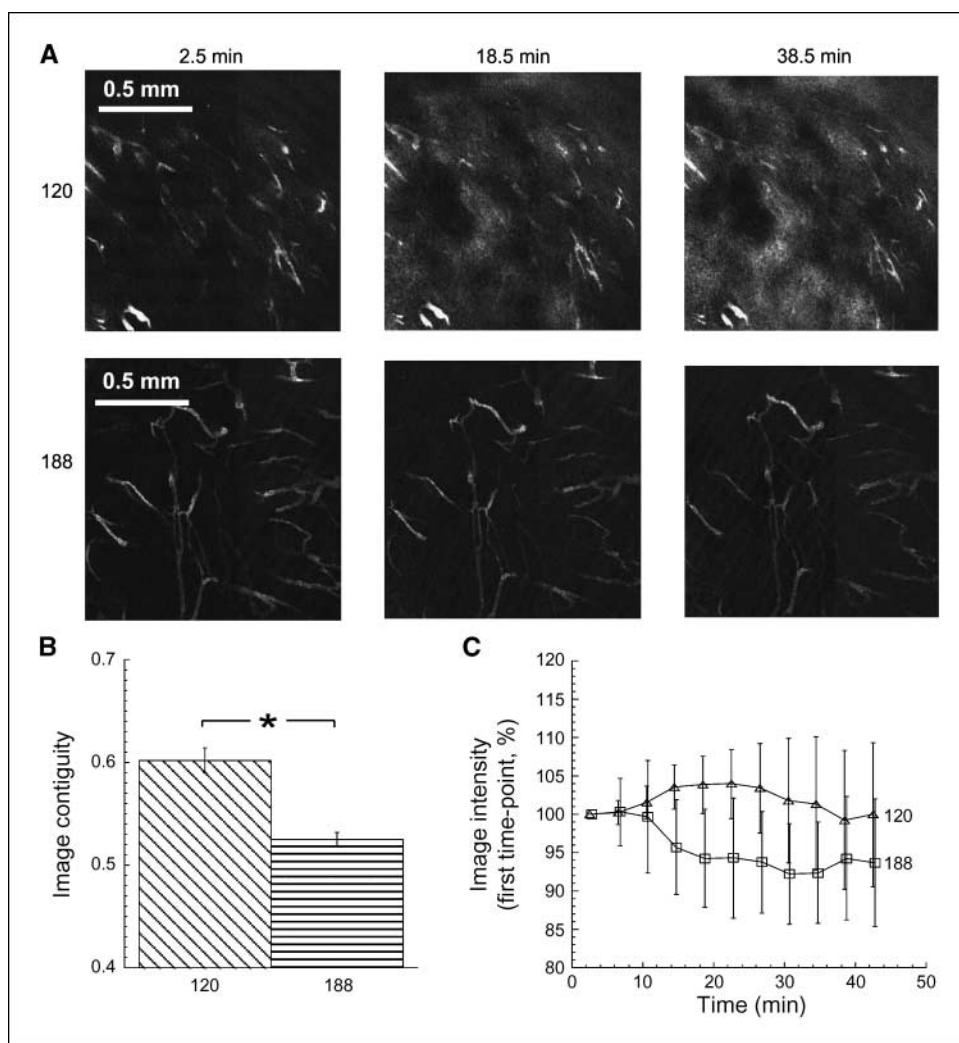 A
2.5 min 18.5 min 38.5 min
0.5 mm
120
0.5 mm
188
B
0.7
0.6
0.5
0.4
Image contiguity
*
120 188
C
120
115
110
105
100
95
90
85
80
Image intensity
(first time-point, %)
120
188
0 10 20 30 40 50
Time (min)